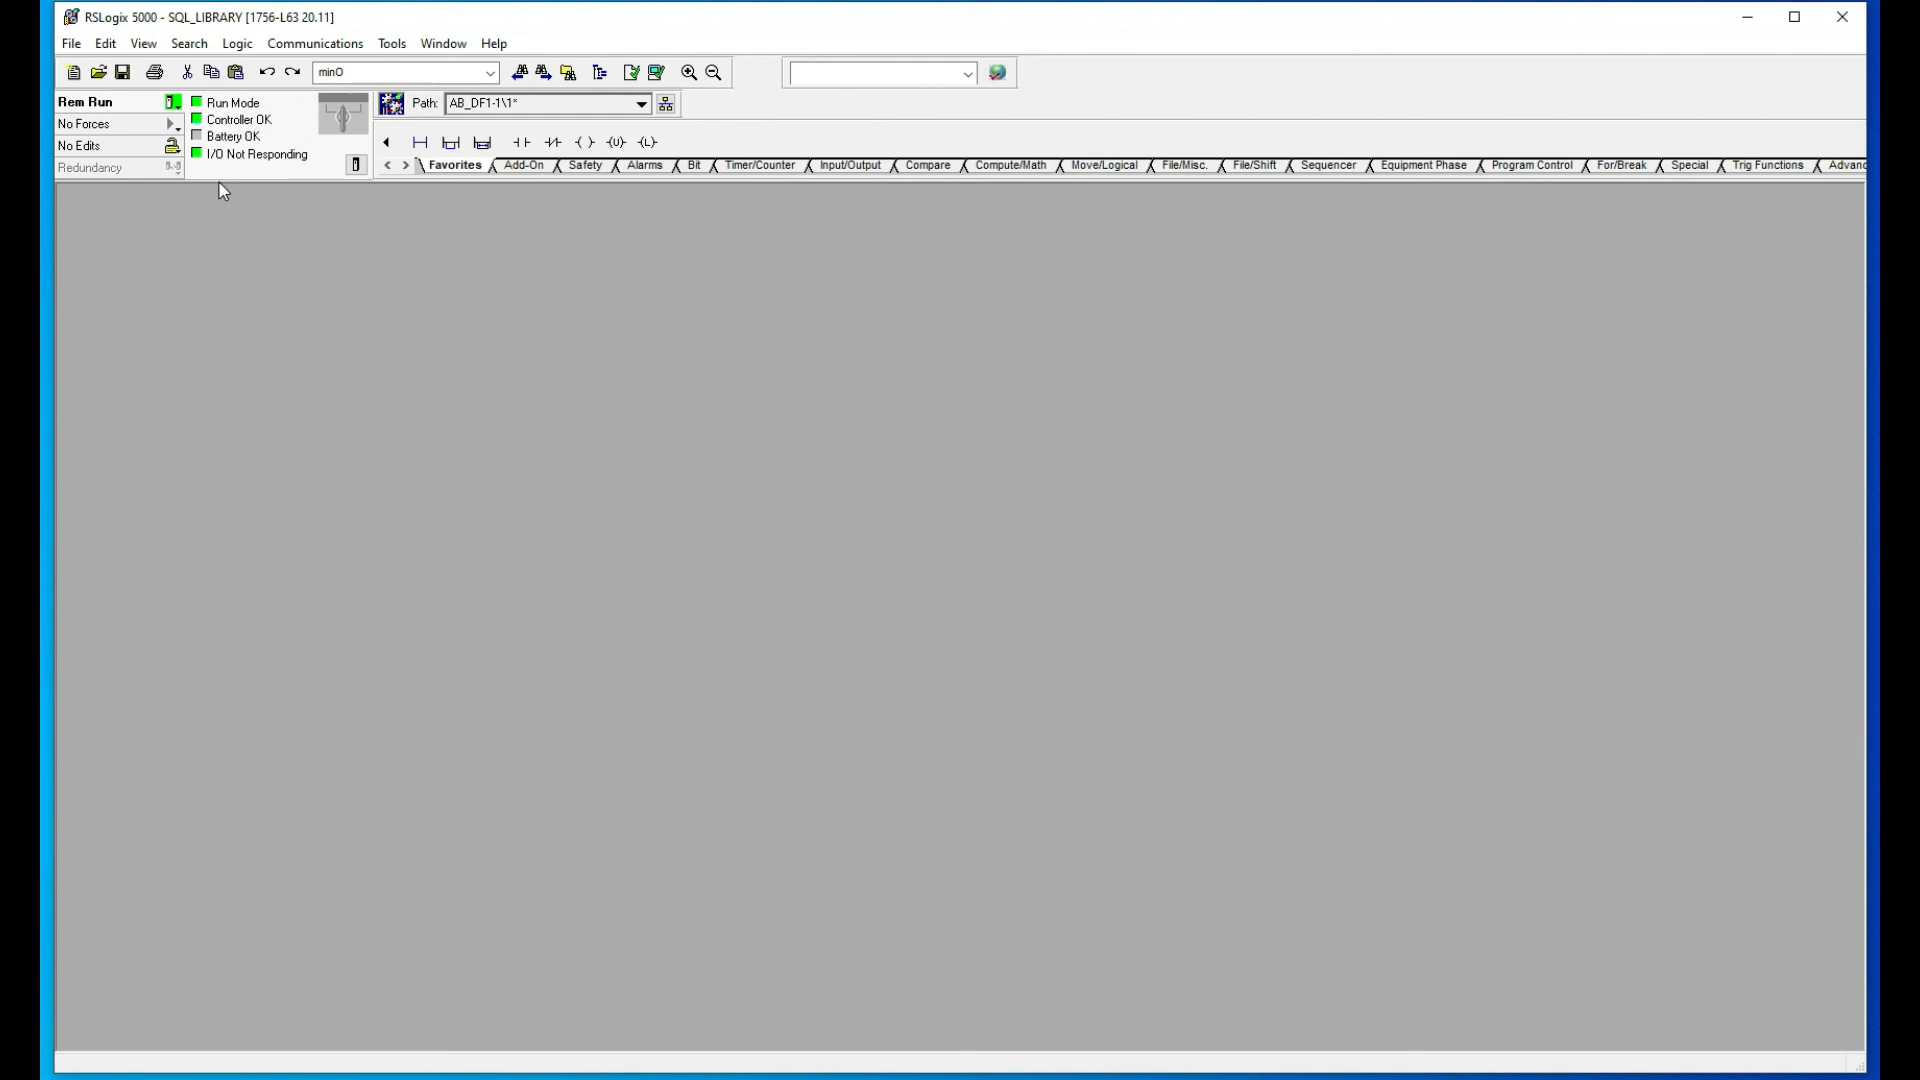 RSLogix 5000 - SQL_LIBRARY [1756-L63 20.11]
File Edit View Search Logic Communications Tools Window Help
minO
Rem Run
No Forces
No Edits
Redundancy
Run Mode
Controller OK
Battery OK
I/O Not Responding
Path: AB_DF1-1\1*
Favorites Add-On Safety Alarms Bit Timer/Counter Input/Output Compare Compute/Math Move/Logical File/Misc. File/Shift Sequencer Equipment Phase Program Control For/Break Special Trig Functions Advanc